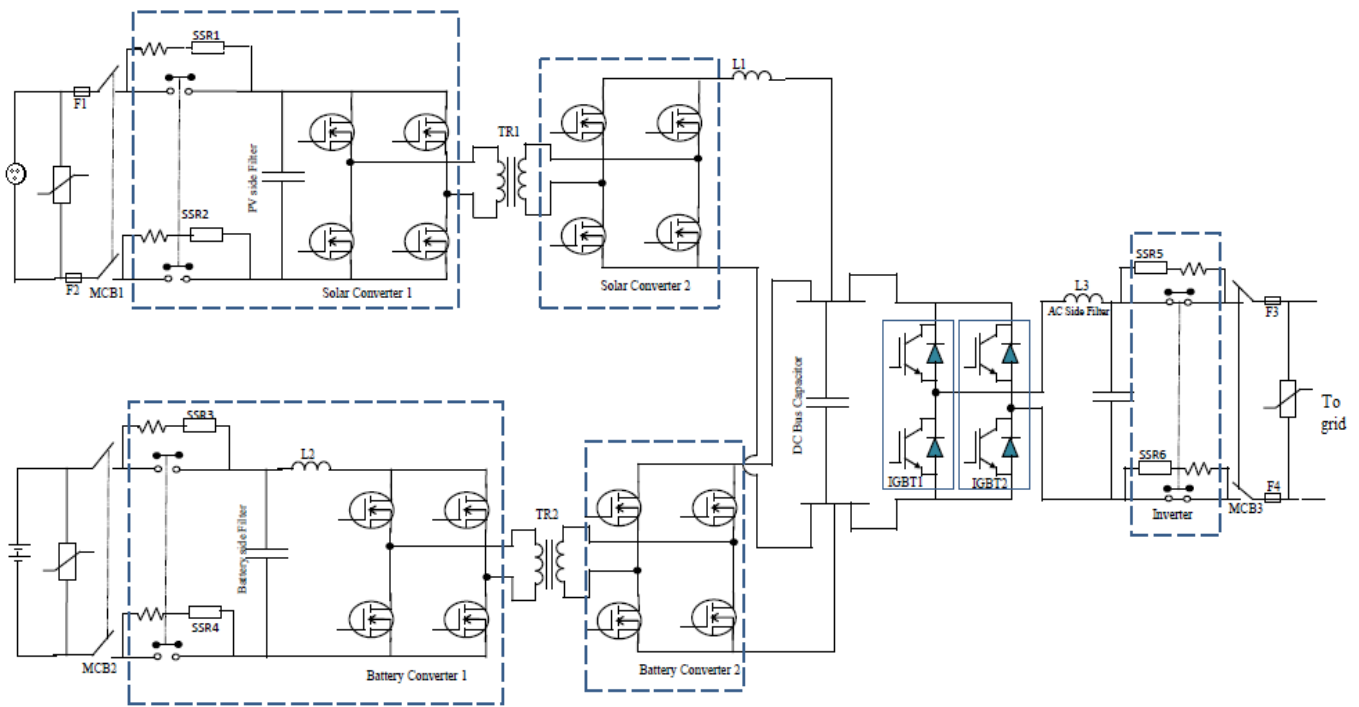 SSR1
F1
PV side Filter
SSR2
F2
MCB1
Solar Converter 1
TR1
Solar Converter 2
L1
SSR3
L2
Battery side Filter
SSR4
MCB2
Battery Converter 1
TR2
Battery Converter 2
DC Bus Capacitor
IGBT1
IGBT2
L3
AC Side Filter
SSR5
SSR6
Inverter
MCB3
F3
F4
To
grid